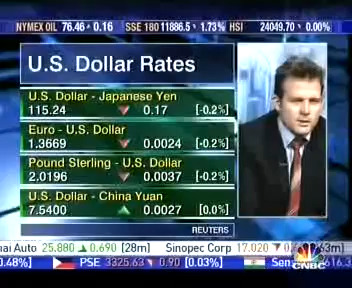 NYMEX OIL 76.46 0.16 SSE 180 11886.5 1.73% HSI 24049.70 0.00%
U.S. Dollar Rates
U.S. Dollar - Japanese Yen
115.24 0.17 [-0.2%]
Euro - U.S. Dollar
1.3669 0.0024 [-0.2%]
Pound Sterling - U.S. Dollar
2.0196 0.0037 [-0.2%]
U.S. Dollar - China Yuan
7.5400 0.0027 [0.0%]
REUTERS
Auto 25.880 0.690 [28m] Sinopec Corp 17.020
CNBC
0.48%] PSE 3325.63 0.90 [0.03%]